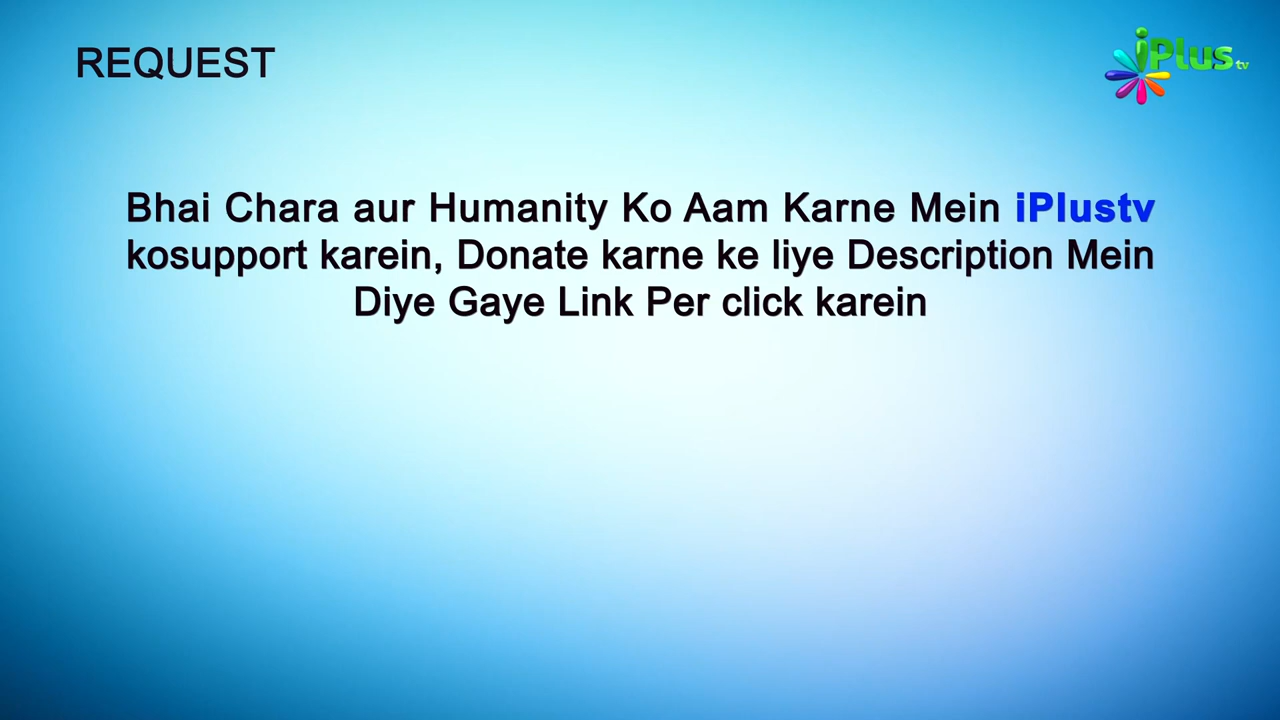 REQUEST
iPlus tv
Bhai Chara aur Humanity Ko Aam Karne Mein iPlustv
kosupport karein, Donate karne ke liye Description Mein
Diye Gaye Link Per click karein